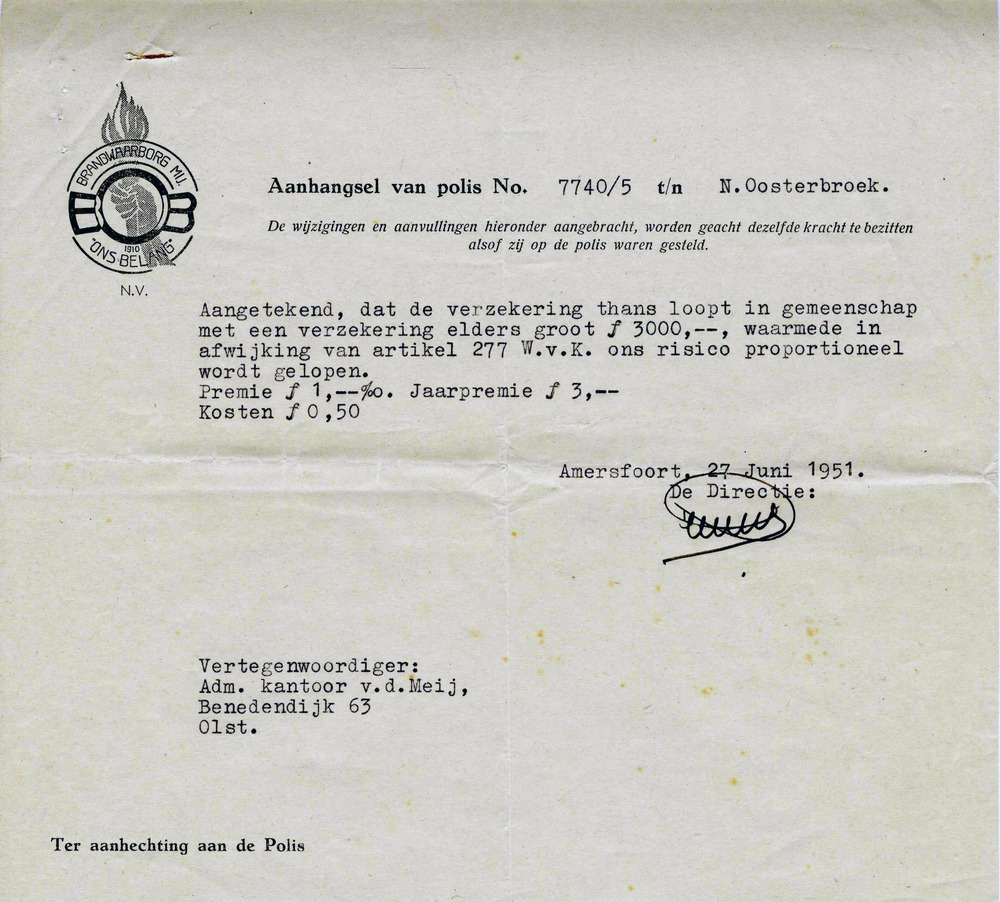 BRANDWAARBORG MIJ.
BOB
1910
"ONS BELANG"
N.V.
Aanhangsel van polis No. 7740/5 t/n N.Oosterbroek.
De wijzigingen en aanvullingen hieronder aangebracht, worden geacht dezelfde kracht te bezitten
alsof zij op de polis waren gesteld.
Aangetekend, dat de verzekering thans loopt in gemeenschap
met een verzekering elders groot ƒ 3000,--, waarmede in
afwijking van artikel 277 W.v.K. ons risico proportioneel
wordt gelopen.
Premie ƒ 1,--‰. Jaarpremie ƒ 3,--
Kosten ƒ 0,50
Amersfoort, 27 Juni 1951.
De Directie:
Vertegenwoordiger:
Adm. kantoor v.d.Meij,
Benedendijk 63
Olst.
Ter aanhechting aan de Polis